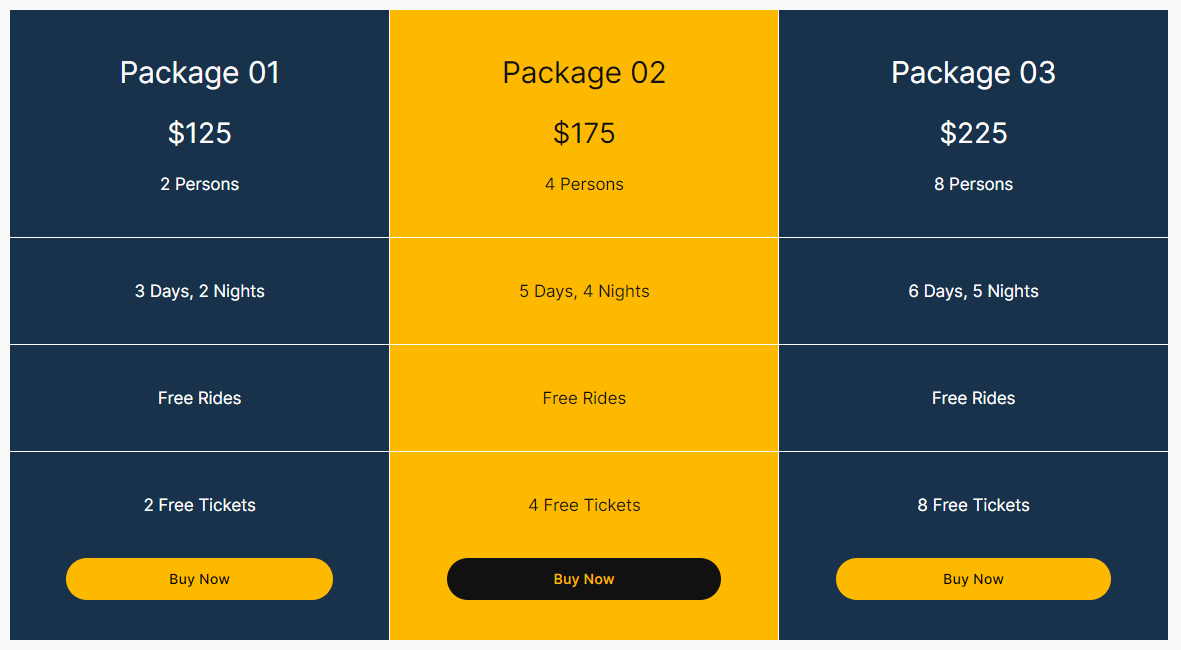 Package 01
$125
2 Persons
3 Days, 2 Nights
Free Rides
2 Free Tickets
Buy Now
Package 02
$175
4 Persons
5 Days, 4 Nights
Free Rides
4 Free Tickets
Buy Now
Package 03
$225
8 Persons
6 Days, 5 Nights
Free Rides
8 Free Tickets
Buy Now